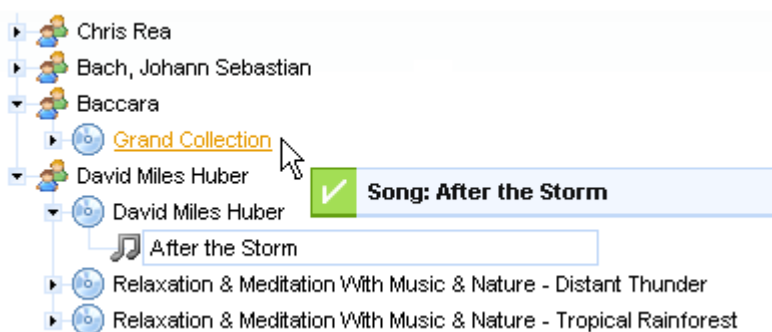 Chris Rea
Bach, Johann Sebastian
Baccara
Grand Collection
David Miles Huber
Song: After the Storm
David Miles Huber
After the Storm
Relaxation & Meditation With Music & Nature - Distant Thunder
Relaxation & Meditation With Music & Nature - Tropical Rainforest